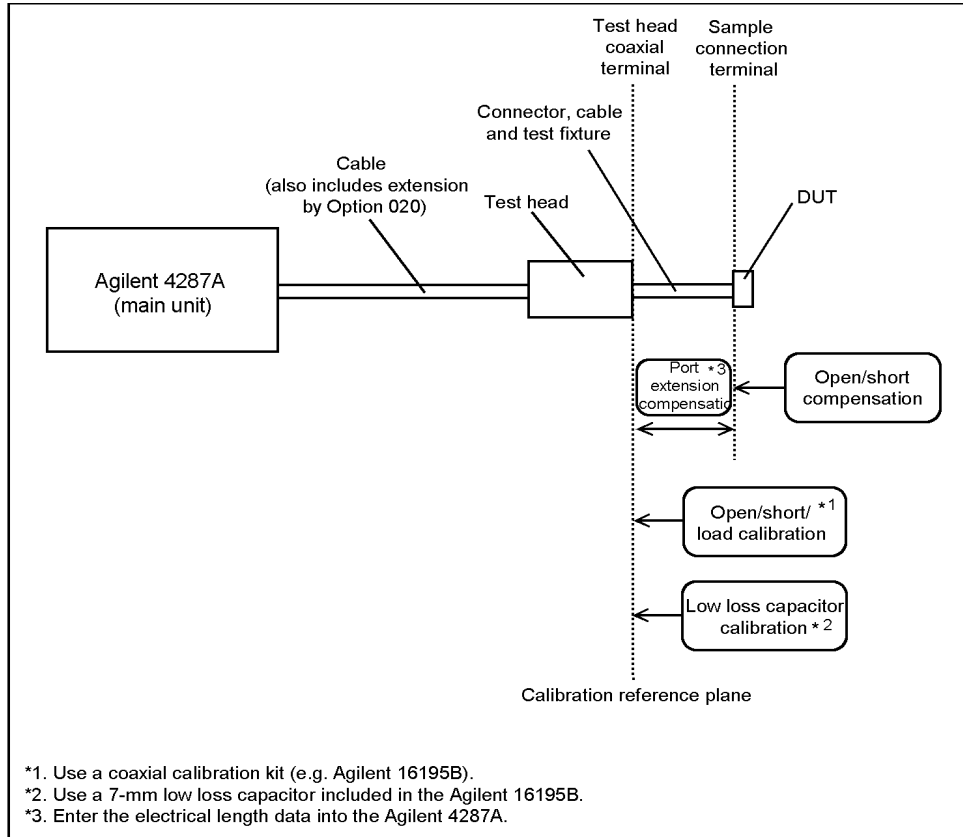 Test head
coaxial
terminal
Sample
connection
terminal
Connector, cable
and test fixture
Cable
(also includes extension
by Option 020)
Test head
DUT
Agilent 4287A
(main unit)
Port *3
extension
compensatio
Open/short
compensation
Open/short/ *1
load calibration
Low loss capacitor
calibration *2
Calibration reference plane
*1. Use a coaxial calibration kit (e.g. Agilent 16195B).
*2. Use a 7-mm low loss capacitor included in the Agilent 16195B.
*3. Enter the electrical length data into the Agilent 4287A.